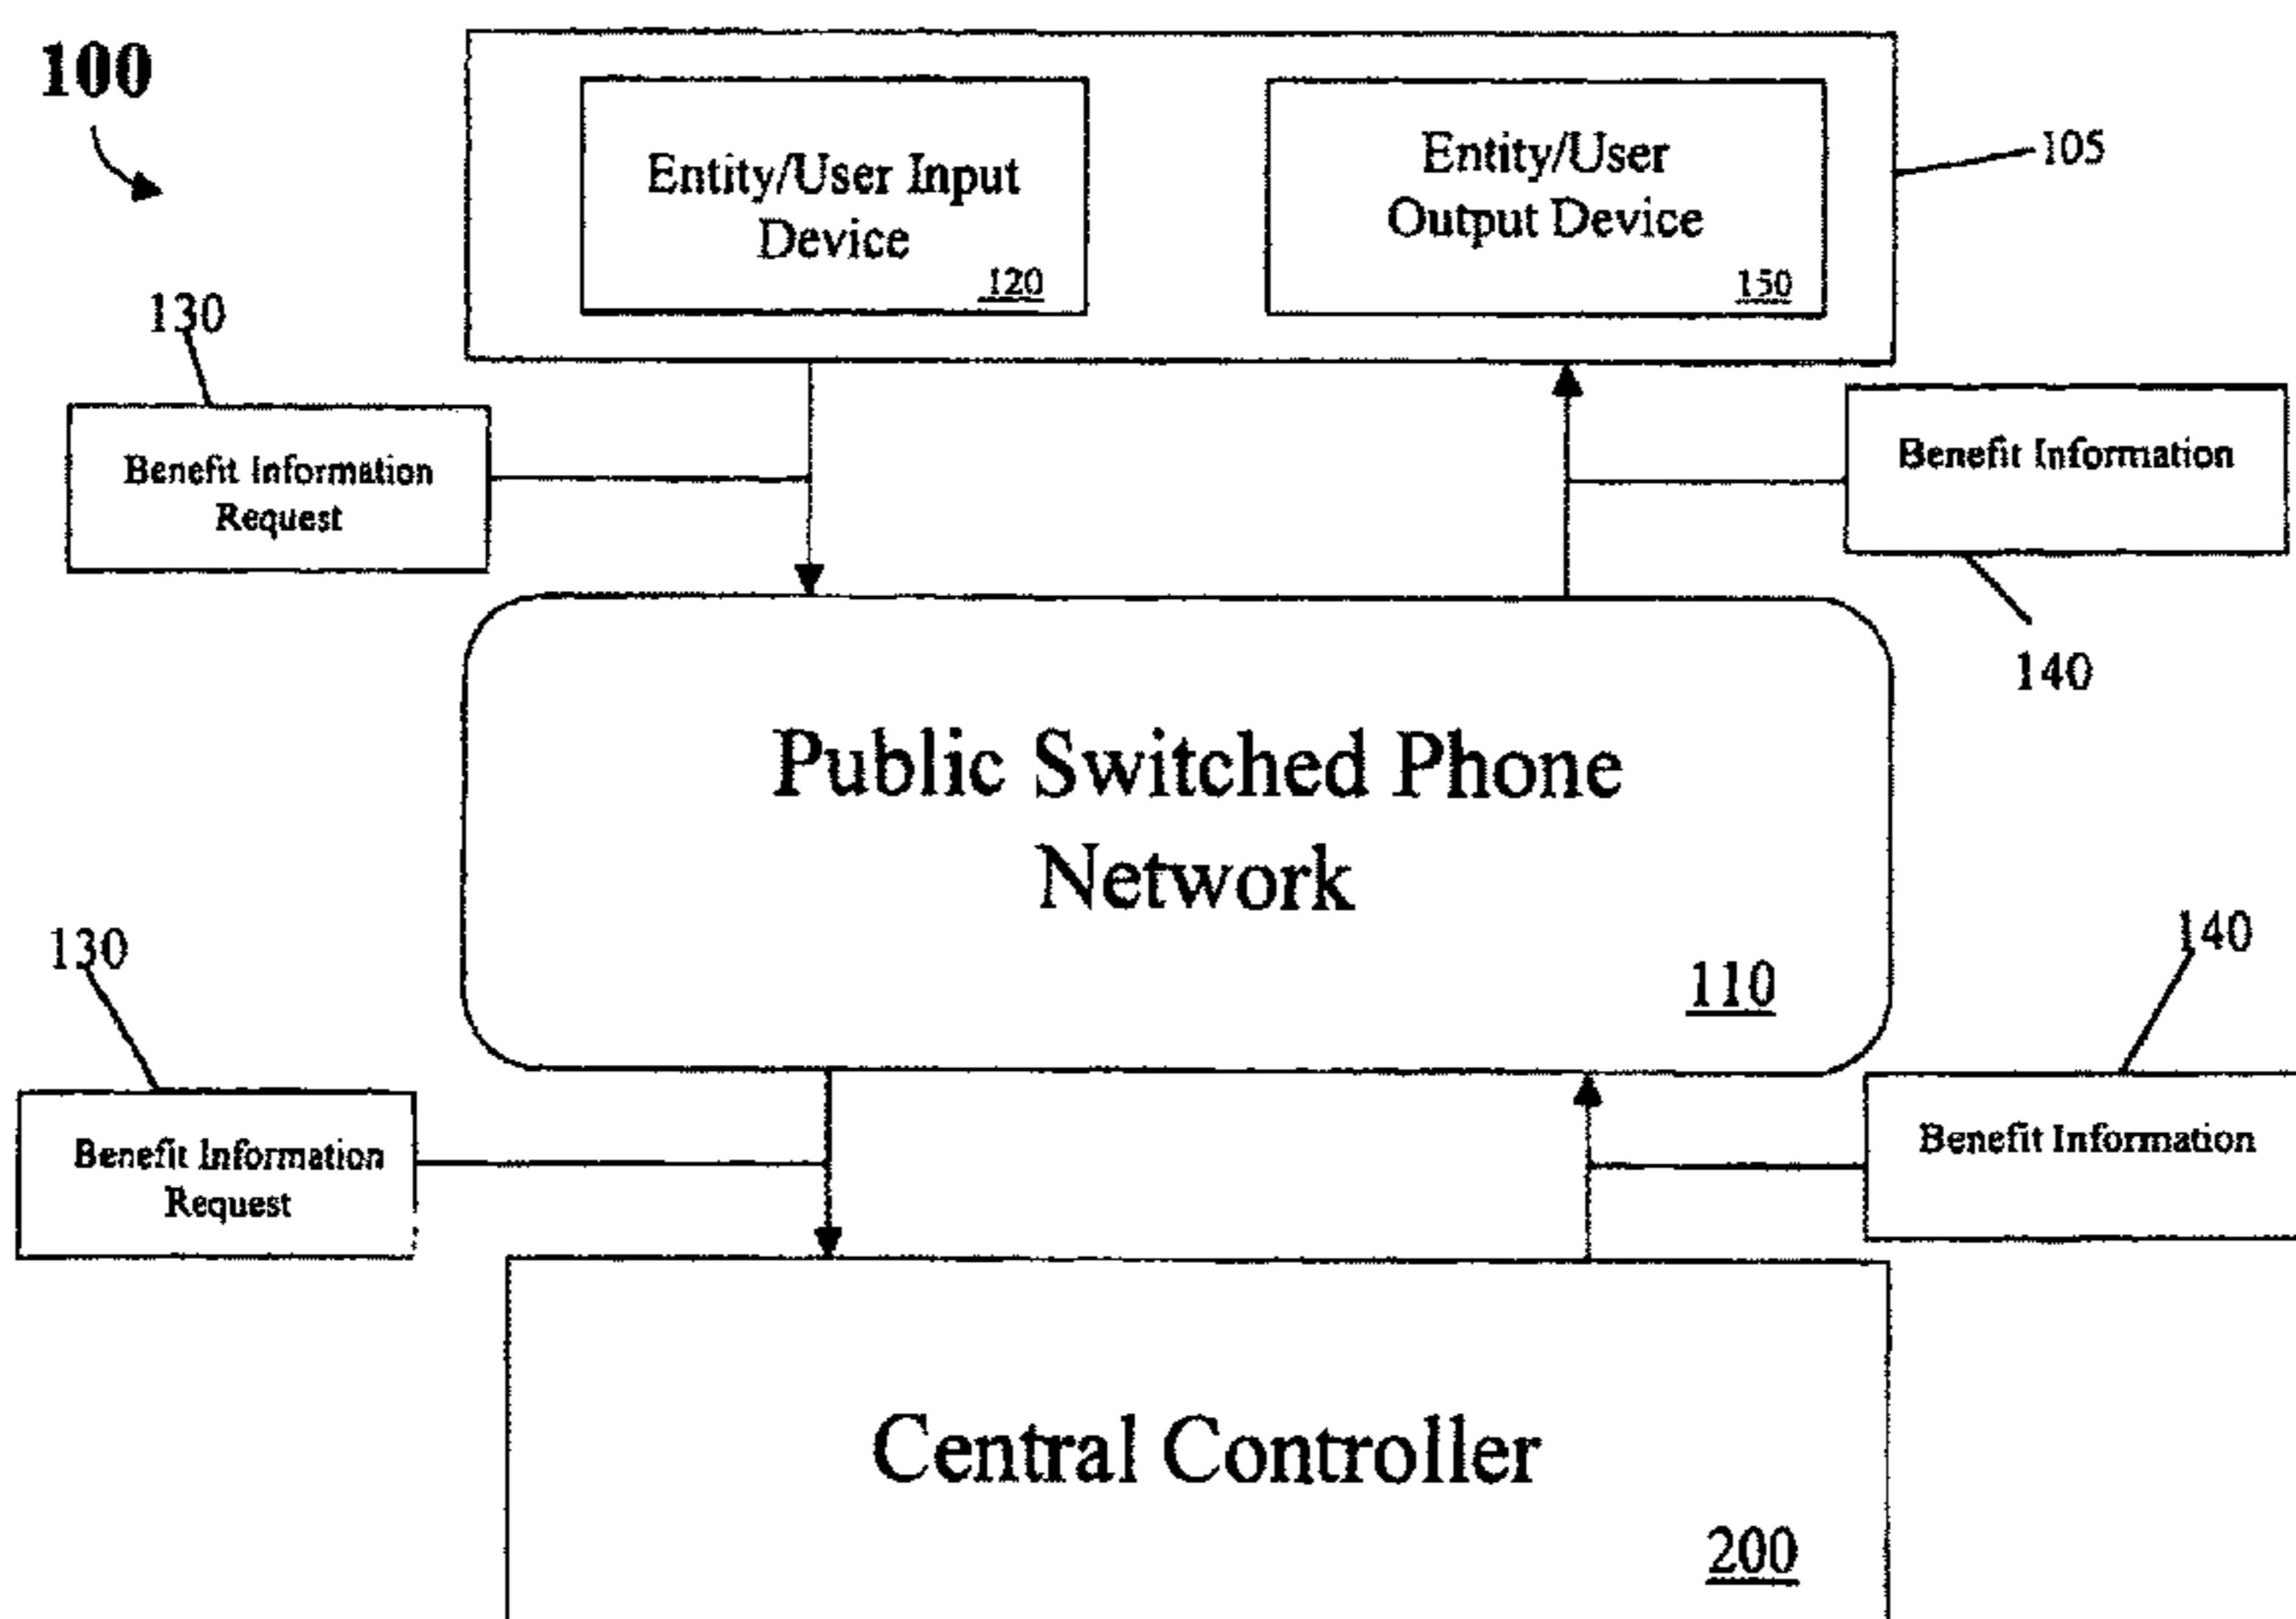 100
Entity/User Input
Device
120
Entity/User
Output Device
150
105
130
Benefit Information
Request
Benefit Information
140
Public Switched Phone
Network
110
130
Benefit Information
Request
140
Benefit Information
Central Controller
200